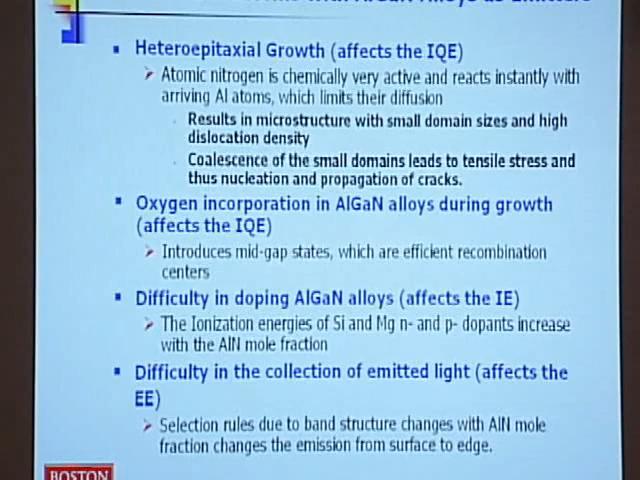 with AlGaN Alloys as Emitters
Heteroepitaxial Growth (affects the IQE)
Atomic nitrogen is chemically very active and reacts instantly with
arriving Al atoms, which limits their diffusion
Results in microstructure with small domain sizes and high
dislocation density
Coalescence of the small domains leads to tensile stress and
thus nucleation and propagation of cracks.
Oxygen incorporation in AlGaN alloys during growth
(affects the IQE)
Introduces mid-gap states, which are efficient recombination
centers
Difficulty in doping AlGaN alloys (affects the IE)
The Ionization energies of Si and Mg n- and p- dopants increase
with the AlN mole fraction
Difficulty in the collection of emitted light (affects the
EE)
Selection rules due to band structure changes with AlN mole
fraction changes the emission from surface to edge.
BOSTON